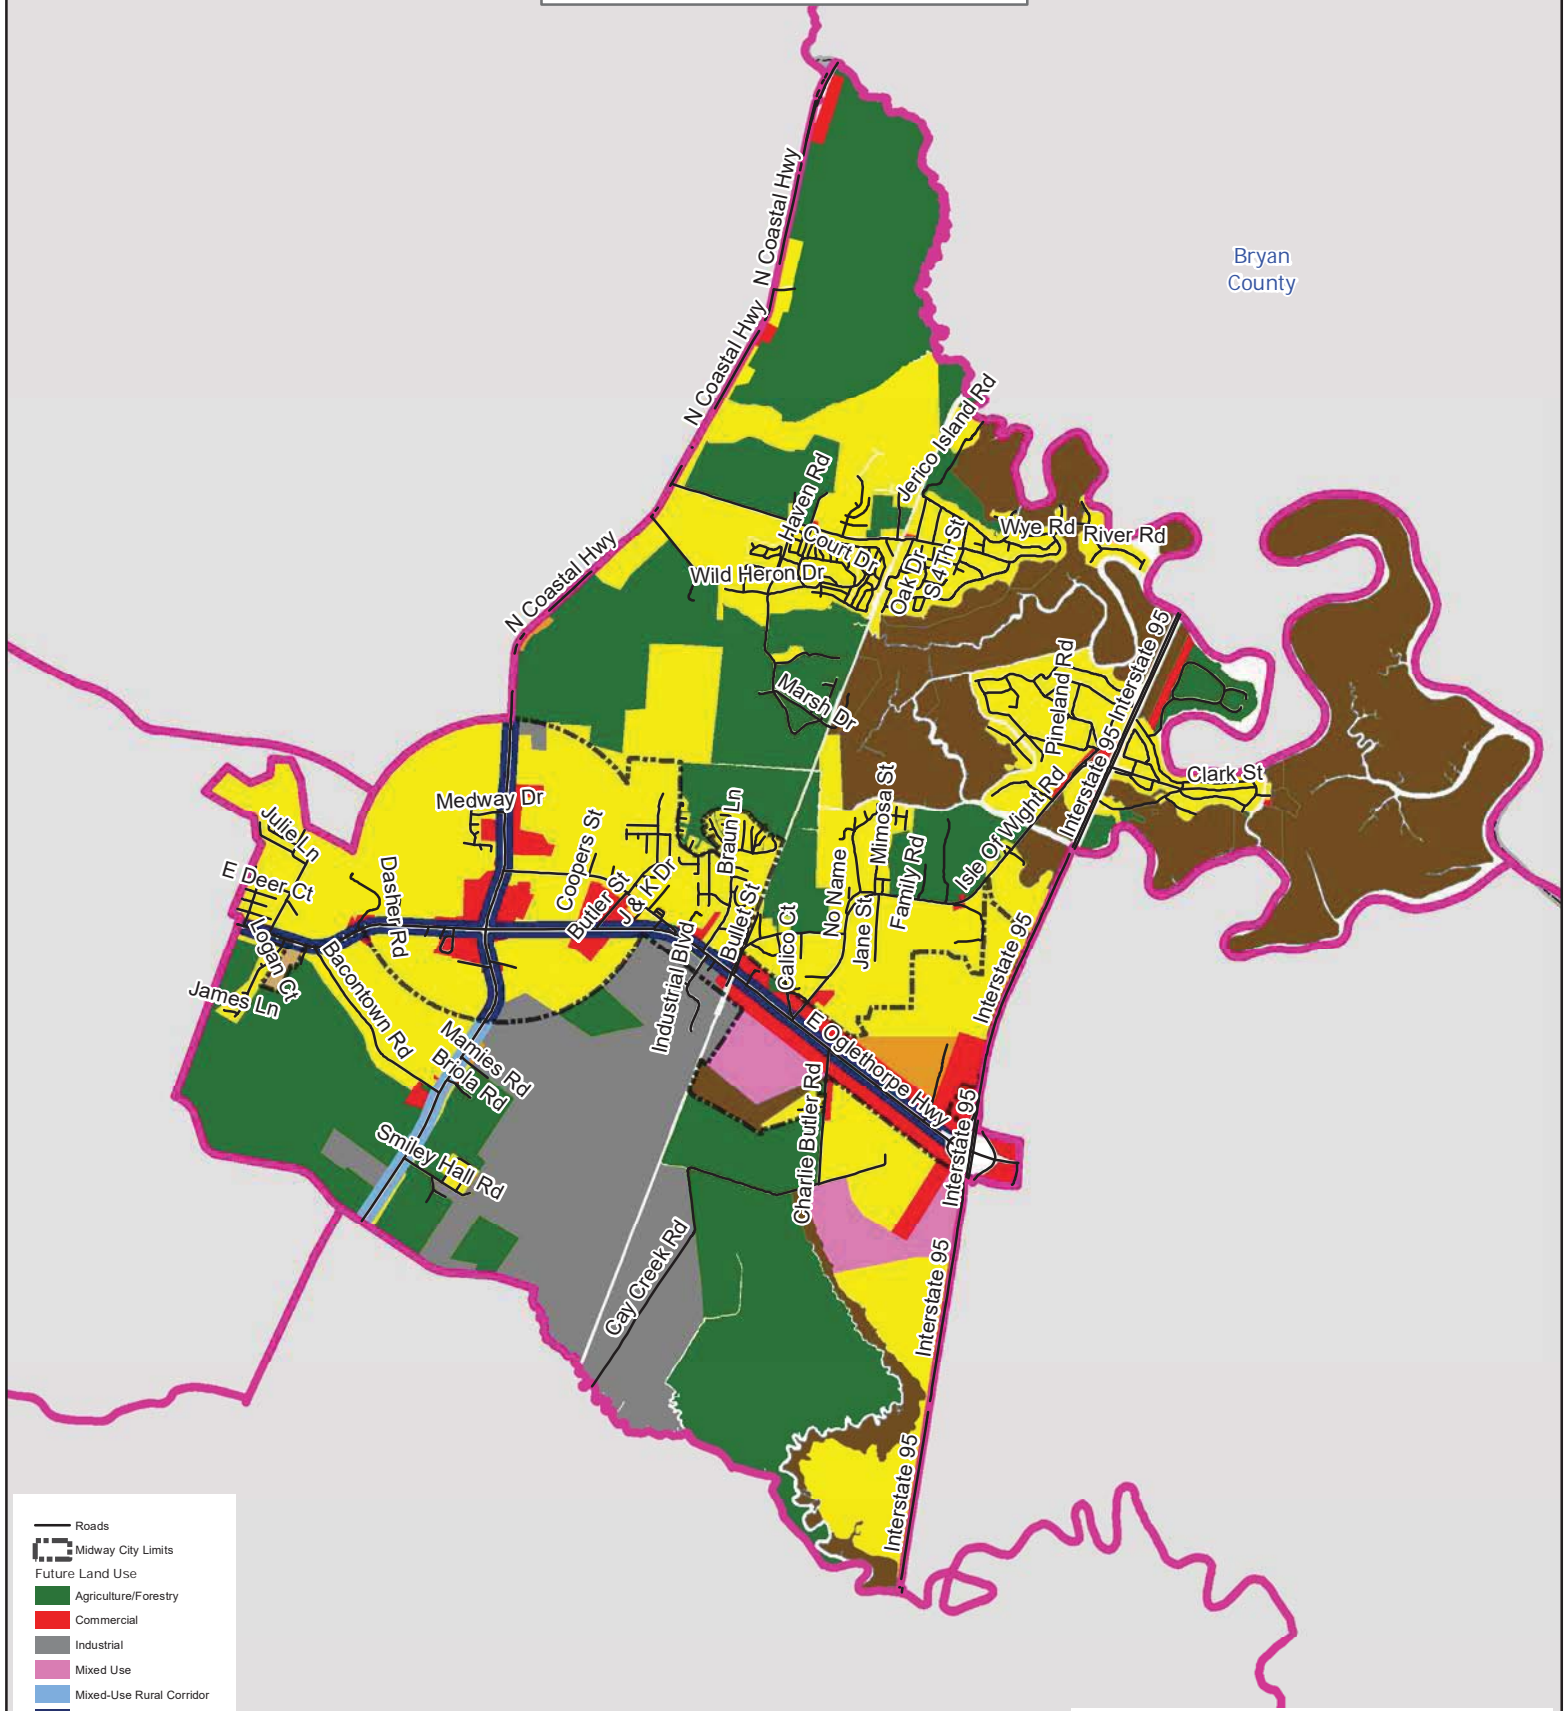 N Coastal Hwy
Bryan
County
N Coastal Hwy
Jerico Island Rd
Haven Rd
Court Dr
Wye Rd
River Rd
N Coastal Hwy
Wild Heron Dr
Oak Dr
S 4Th St
Interstate 95
Marsh Dr
Pineland Rd
Interstate 95
Clark St
Medway Dr
Julie Ln
Coopers St
Braun Ln
Mimosa St
Isle Of Wight Rd
E Deer Ct
Dasher Rd
Butler St
J & K Dr
No Name
Family Rd
Bullet St
Jane St
Calico Ct
Logan Ct
Bacontown Rd
Industrial Blvd
Interstate 95
James Ln
Mamies Rd
Briola Rd
E Oglethorpe Hwy
Smiley Hall Rd
Charlie Butler Rd
Interstate 95
Cay Creek Rd
Interstate 95
Interstate 95
Roads
Midway City Limits
Future Land Use
Agriculture/Forestry
Commercial
Industrial
Mixed Use
Mixed-Use Rural Corridor